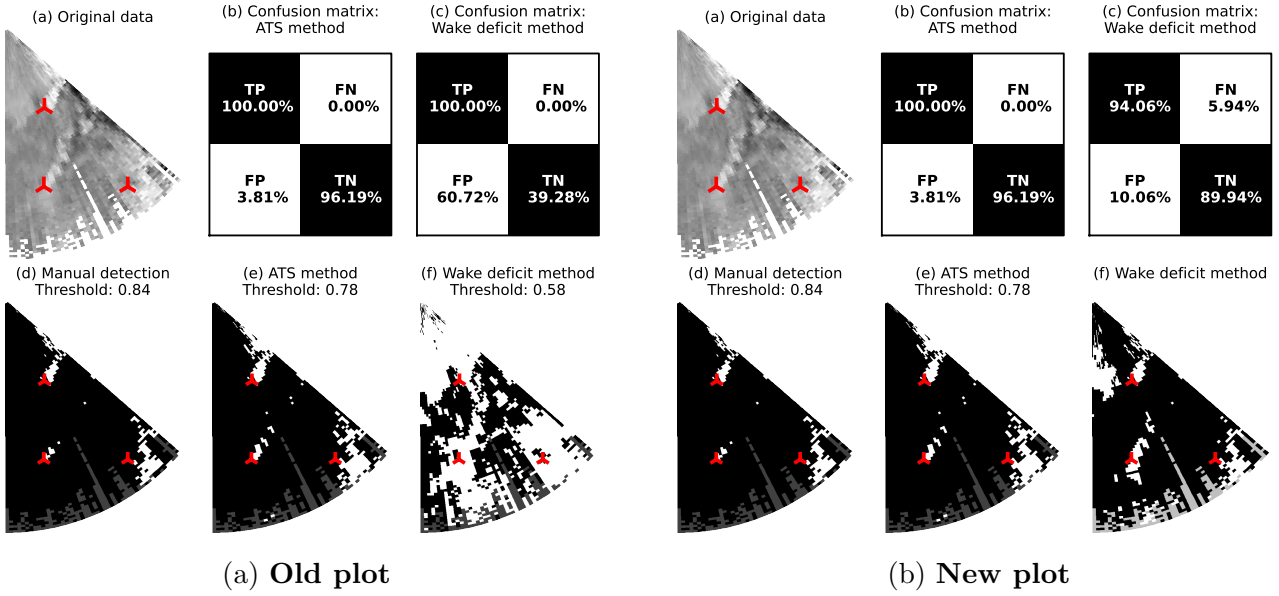 (a) Original data
(b) Confusion matrix:
ATS method
(c) Confusion matrix:
Wake deficit method
TP
100.00%
FN
0.00%
FP
3.81%
TN
96.19%
TP
100.00%
FN
0.00%
FP
60.72%
TN
39.28%
(d) Manual detection
Threshold: 0.84
(e) ATS method
Threshold: 0.78
(f) Wake deficit method
Threshold: 0.58
(a) Old plot
(a) Original data
(b) Confusion matrix:
ATS method
(c) Confusion matrix:
Wake deficit method
TP
100.00%
FN
0.00%
FP
3.81%
TN
96.19%
TP
94.06%
FN
5.94%
FP
10.06%
TN
89.94%
(d) Manual detection
Threshold: 0.84
(e) ATS method
Threshold: 0.78
(f) Wake deficit method
(b) New plot